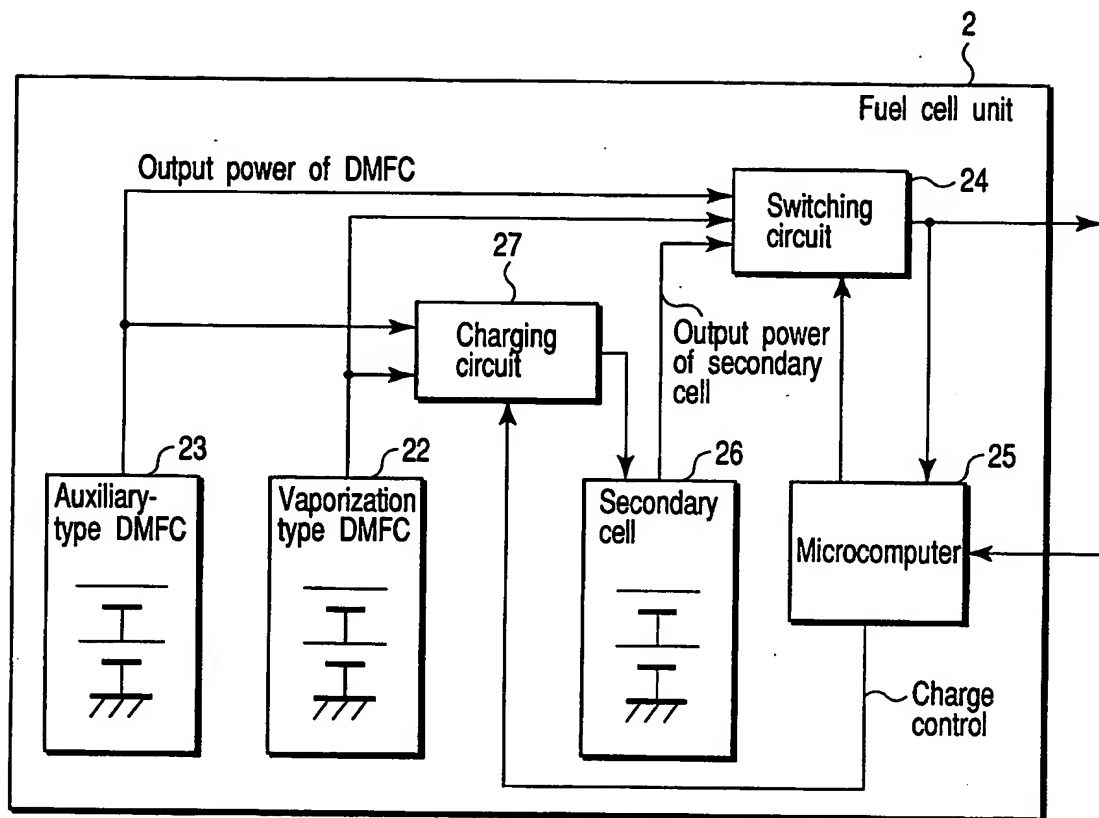 2
Fuel cell unit
Output power of DMFC
24
Switching
circuit
27
Charging
circuit
Output power
of secondary
cell
23
Auxiliary-
type DMFC
22
Vaporization
type DMFC
26
Secondary
cell
25
Microcomputer
Charge
control